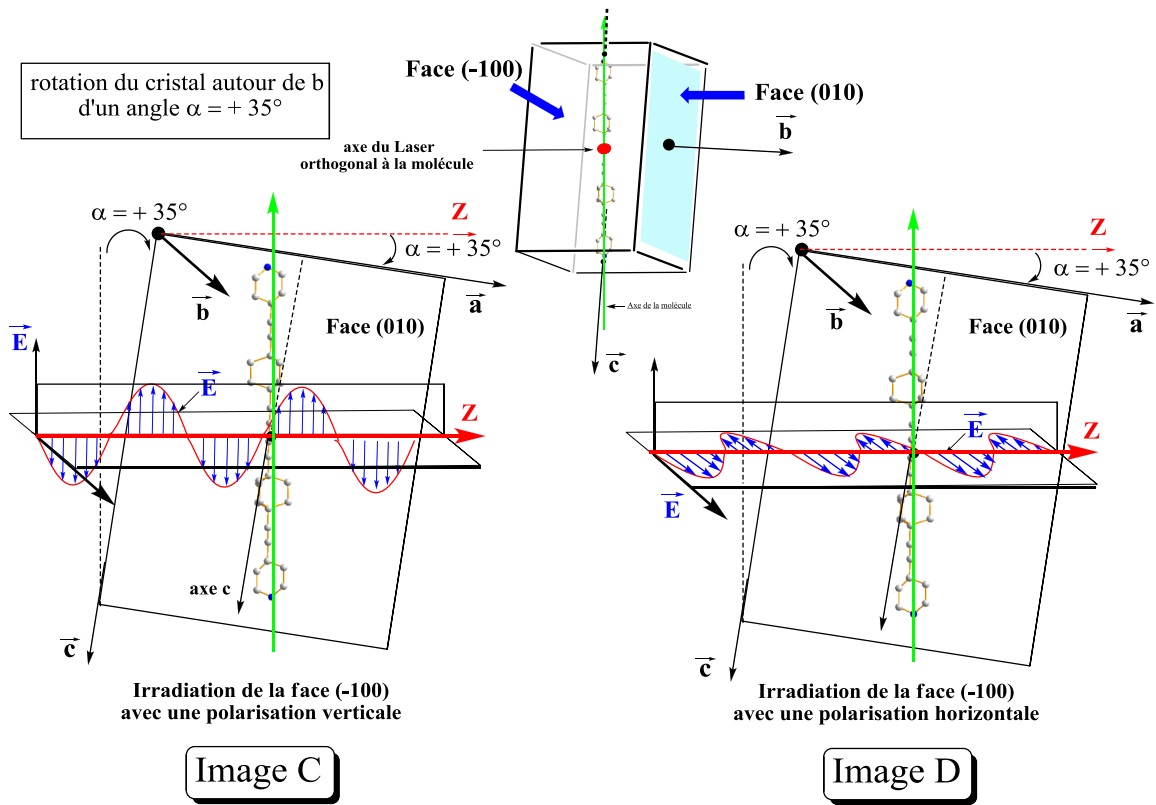 rotation du cristal autour de b
d'un angle α = + 35°
Face (-100)
Face (010)
b
axe du Laser
orthogonal à la molécule
Axe de la molécule
c
α = + 35°
Z
α = + 35°
a
b
Face (010)
E
E
Z
axe c
c
Irradiation de la face (-100)
avec une polarisation verticale
Image C
α = + 35°
Z
α = + 35°
a
b
Face (010)
E
Z
E
c
Irradiation de la face (-100)
avec une polarisation horizontale
Image D